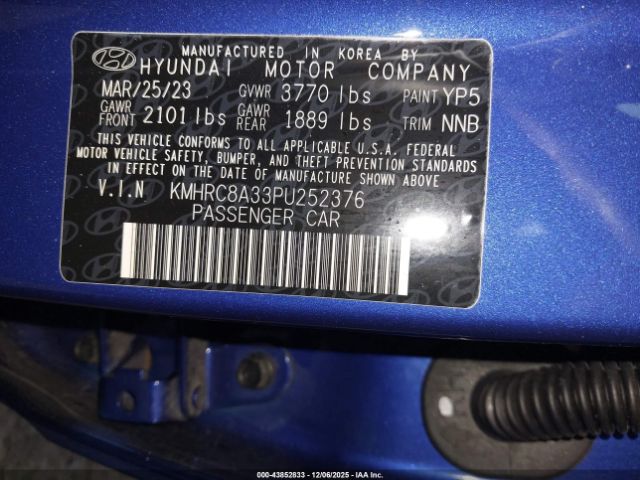 MANUFACTURED IN KOREA BY
HYUNDAI MOTOR COMPANY
MAR/25/23 GVWR 3770 lbs PAINT YP5
GAWR FRONT 2101 lbs GAWR REAR 1889 lbs TRIM NNB
THIS VEHICLE CONFORMS TO ALL APPLICABLE U.S.A. FEDERAL
MOTOR VEHICLE SAFETY, BUMPER, AND THEFT PREVENTION STANDARDS
IN EFFECT ON THE DATE OF MANUFACTURE SHOWN ABOVE.
V.I.N KMHRC8A33PU252376
PASSENGER CAR
000-43852833 - 12/06/2025 - IAA Inc.